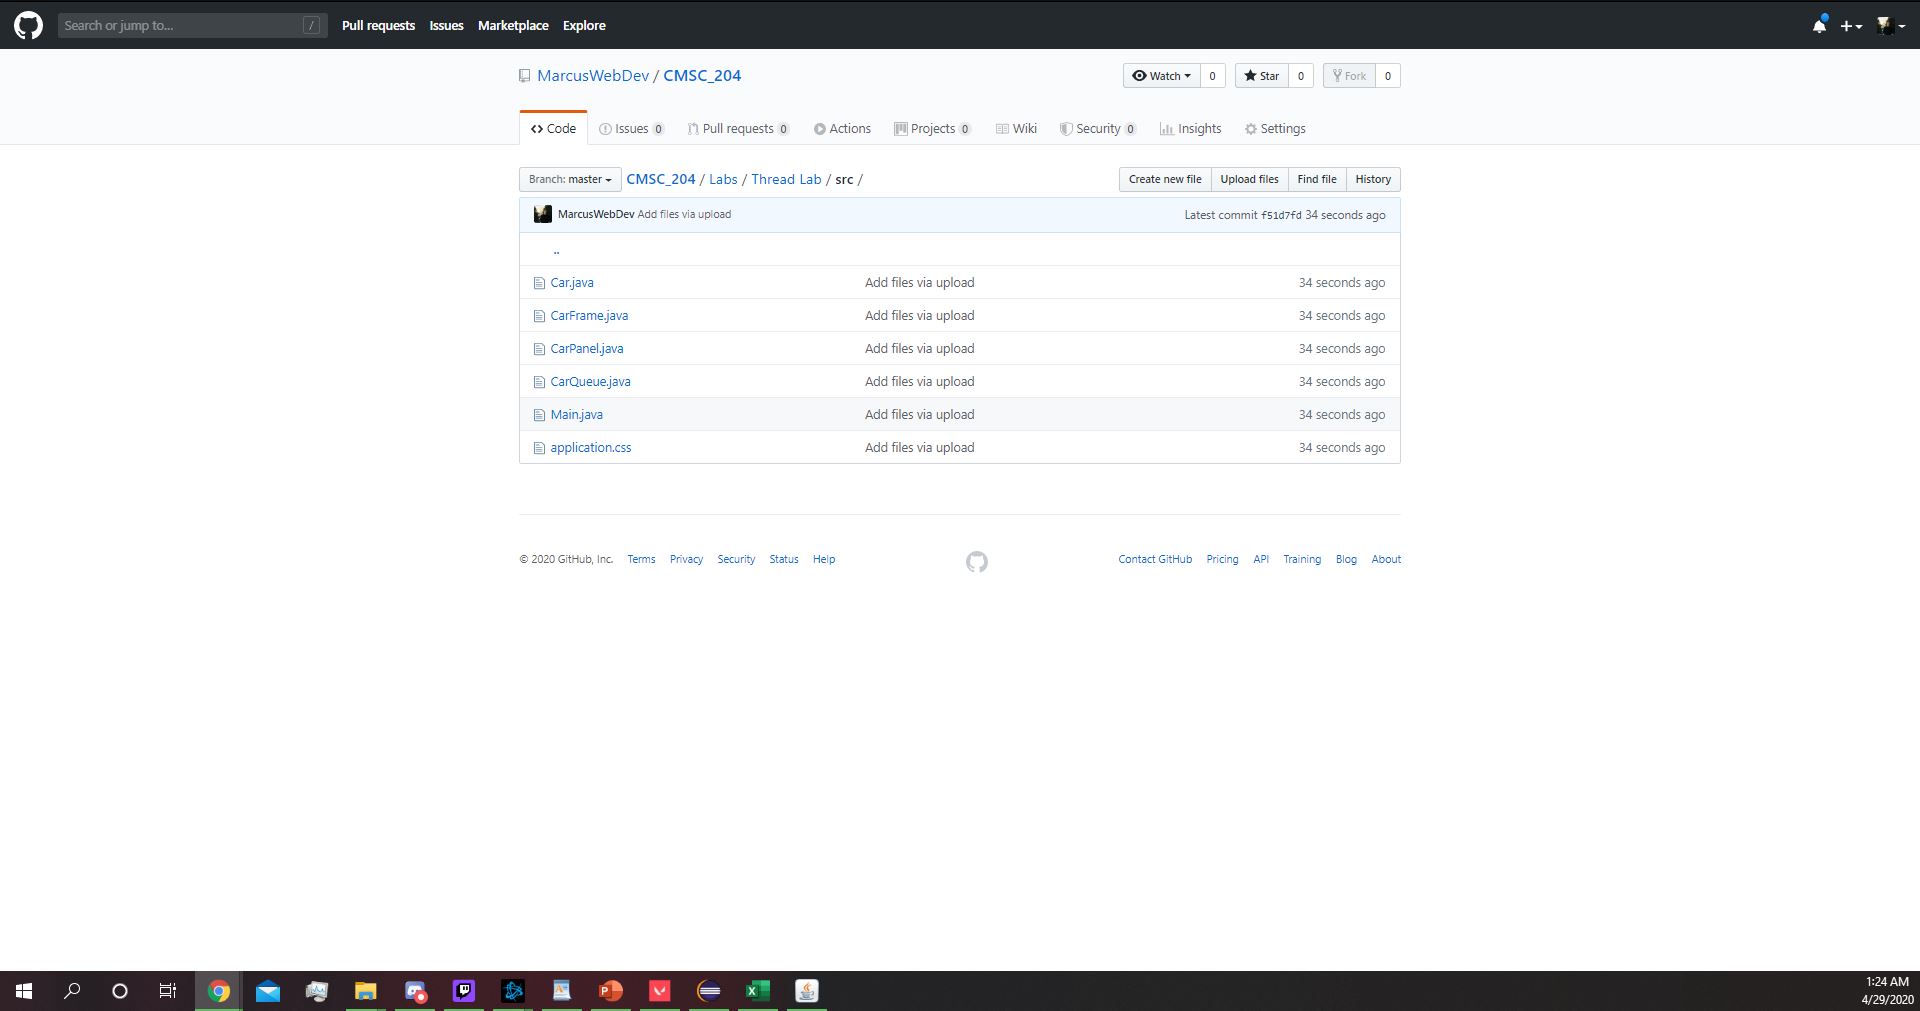 Search or jump to... / Pull requests Issues Marketplace Explore
MarcusWebDev / CMSC_204 Watch 0 Star 0 Fork 0
Code Issues 0 Pull requests 0 Actions Projects 0 Wiki Security 0 Insights Settings
Branch: master CMSC_204 / Labs / Thread Lab / src / Create new file Upload files Find file History
MarcusWebDev Add files via upload Latest commit f51d7fd 34 seconds ago
..
Car.java Add files via upload 34 seconds ago
CarFrame.java Add files via upload 34 seconds ago
CarPanel.java Add files via upload 34 seconds ago
CarQueue.java Add files via upload 34 seconds ago
Main.java Add files via upload 34 seconds ago
application.css Add files via upload 34 seconds ago
© 2020 GitHub, Inc. Terms Privacy Security Status Help Contact GitHub Pricing API Training Blog About
1:24 AM
4/29/2020